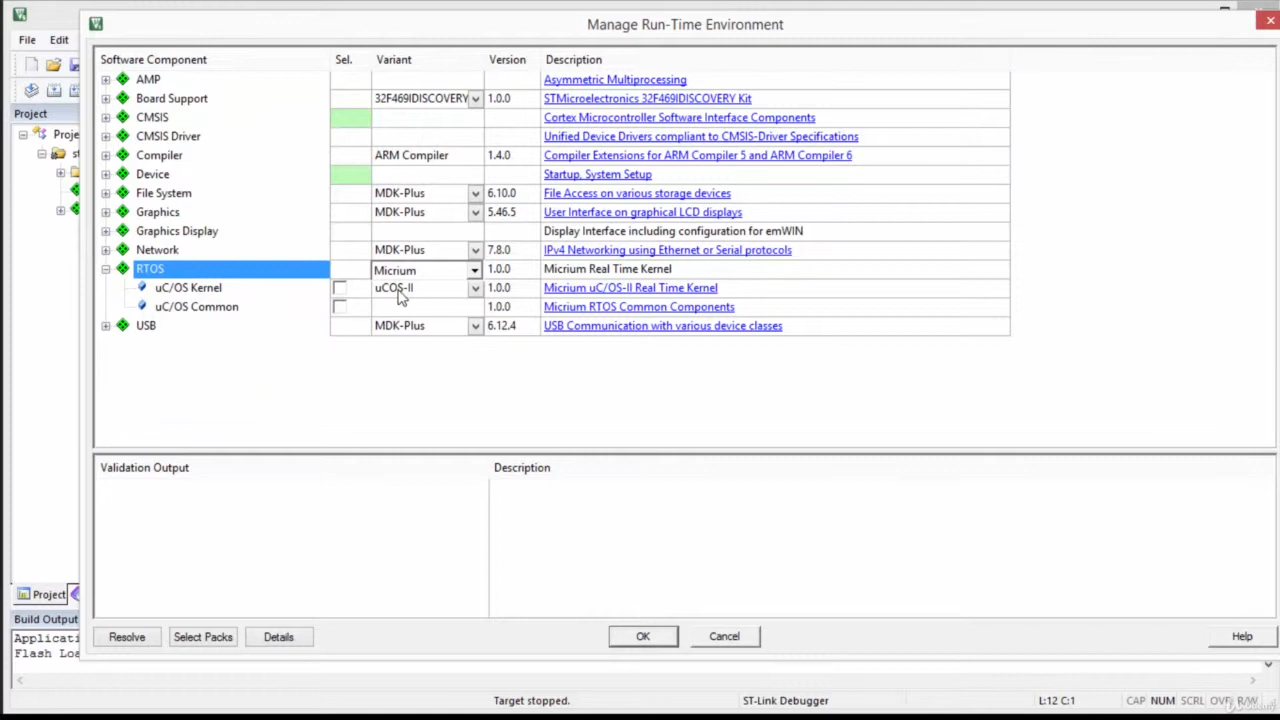 Manage Run-Time Environment
File Edit
Software Component Sel. Variant Version Description
AMP Asymmetric Multiprocessing
Board Support 32F469IDISCOVERY 1.0.0 STMicroelectronics 32F469IDISCOVERY Kit
Project CMSIS Cortex Microcontroller Software Interface Components
Proje CMSIS Driver Unified Device Drivers compliant to CMSIS-Driver Specifications
st Compiler ARM Compiler 1.4.0 Compiler Extensions for ARM Compiler 5 and ARM Compiler 6
Device Startup, System Setup
File System MDK-Plus 6.10.0 File Access on various storage devices
Graphics MDK-Plus 5.46.5 User Interface on graphical LCD displays
Graphics Display Display Interface including configuration for emWIN
Network MDK-Plus 7.8.0 IPv4 Networking using Ethernet or Serial protocols
RTOS Micrium 1.0.0 Micrium Real Time Kernel
uC/OS Kernel uCOS-II 1.0.0 Micrium uC/OS-II Real Time Kernel
uC/OS Common 1.0.0 Micrium RTOS Common Components
USB MDK-Plus 6.12.4 USB Communication with various device classes
Validation Output Description
Project
Build Output
Applicati
Flash Loa
Resolve Select Packs Details OK Cancel Help
Target stopped. ST-Link Debugger L:12 C:1 CAP NUM SCRL OVR R/W